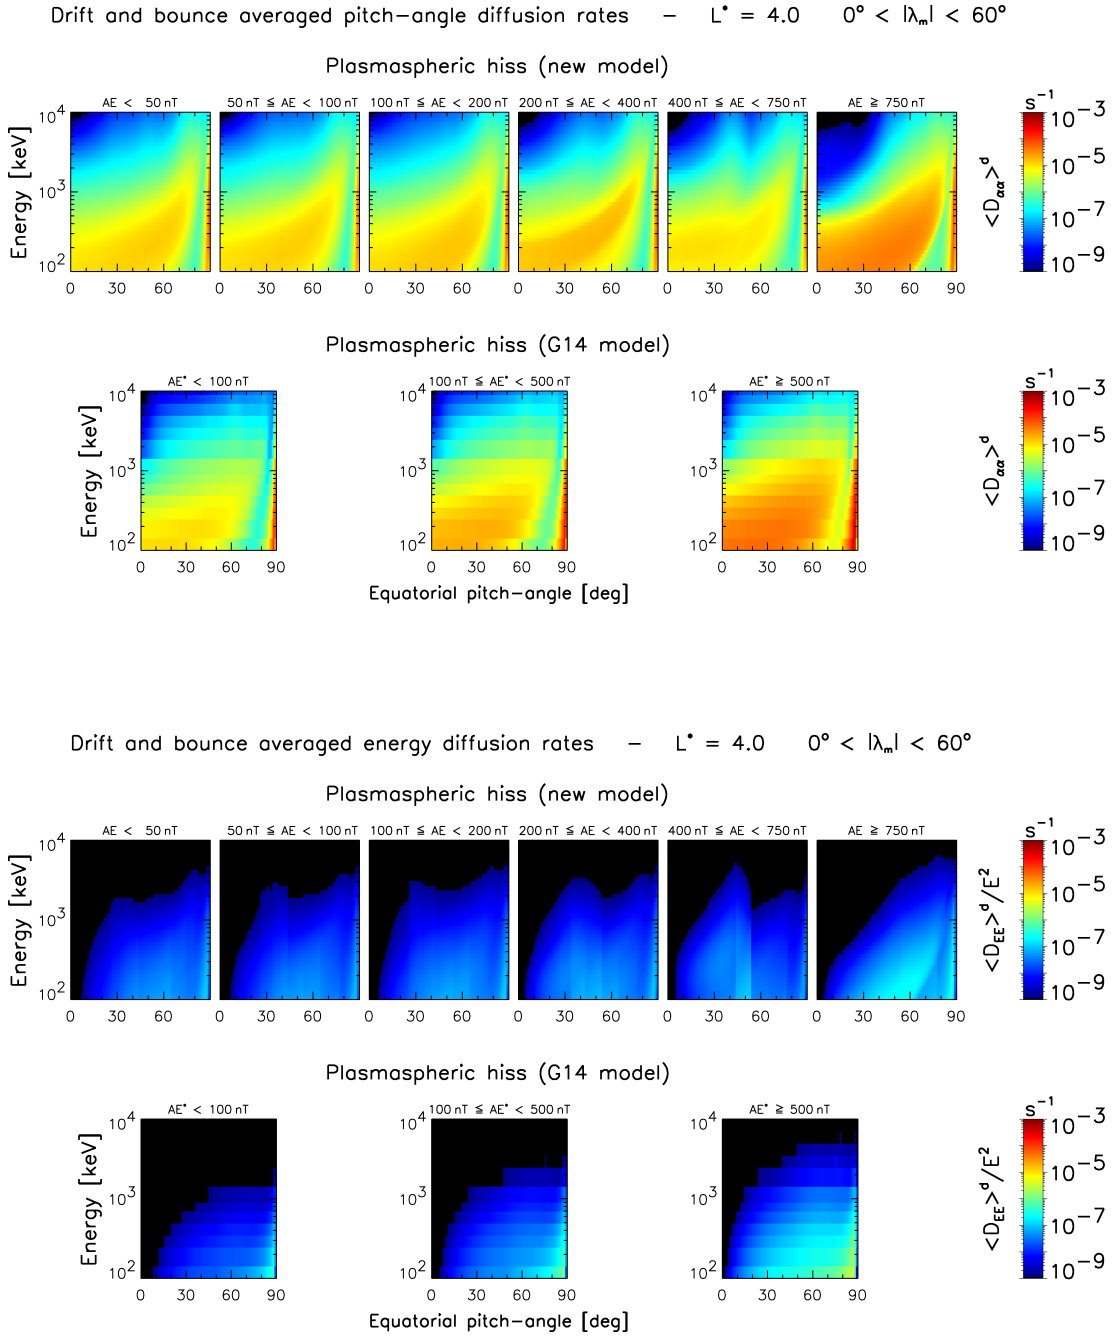 Drift and bounce averaged pitch-angle diffusion rates - L* = 4.0 0° < |λm| < 60°
Plasmaspheric hiss (new model)
AE < 50 nT 50 nT ≦ AE < 100 nT 100 nT ≦ AE < 200 nT 200 nT ≦ AE < 400 nT 400 nT ≦ AE < 750 nT AE ≧ 750 nT
s⁻¹
10⁴ 10³ 10²
Energy [keV]
10⁻³ 10⁻⁵ 10⁻⁷ 10⁻⁹
<Dαα>ᵈ
0 30 60 0 30 60 0 30 60 0 30 60 0 30 60 0 30 60 90
Plasmaspheric hiss (G14 model)
AE* < 100 nT 100 nT ≦ AE* < 500 nT AE* ≧ 500 nT
s⁻¹
10⁴ 10³ 10² 10⁴ 10³ 10² 10⁴ 10³ 10²
Energy [keV]
10⁻³ 10⁻⁵ 10⁻⁷ 10⁻⁹
<Dαα>ᵈ
0 30 60 90 0 30 60 90 0 30 60 90
Equatorial pitch-angle [deg]
Drift and bounce averaged energy diffusion rates - L* = 4.0 0° < |λm| < 60°
Plasmaspheric hiss (new model)
AE < 50 nT 50 nT ≦ AE < 100 nT 100 nT ≦ AE < 200 nT 200 nT ≦ AE < 400 nT 400 nT ≦ AE < 750 nT AE ≧ 750 nT
s⁻¹
10⁴ 10³ 10²
Energy [keV]
10⁻³ 10⁻⁵ 10⁻⁷ 10⁻⁹
<DEE>ᵈ/E²
0 30 60 0 30 60 0 30 60 0 30 60 0 30 60 0 30 60 90
Plasmaspheric hiss (G14 model)
AE* < 100 nT 100 nT ≦ AE* < 500 nT AE* ≧ 500 nT
s⁻¹
10⁴ 10³ 10² 10⁴ 10³ 10² 10⁴ 10³ 10²
Energy [keV]
10⁻³ 10⁻⁵ 10⁻⁷ 10⁻⁹
<DEE>ᵈ/E²
0 30 60 90 0 30 60 90 0 30 60 90
Equatorial pitch-angle [deg]